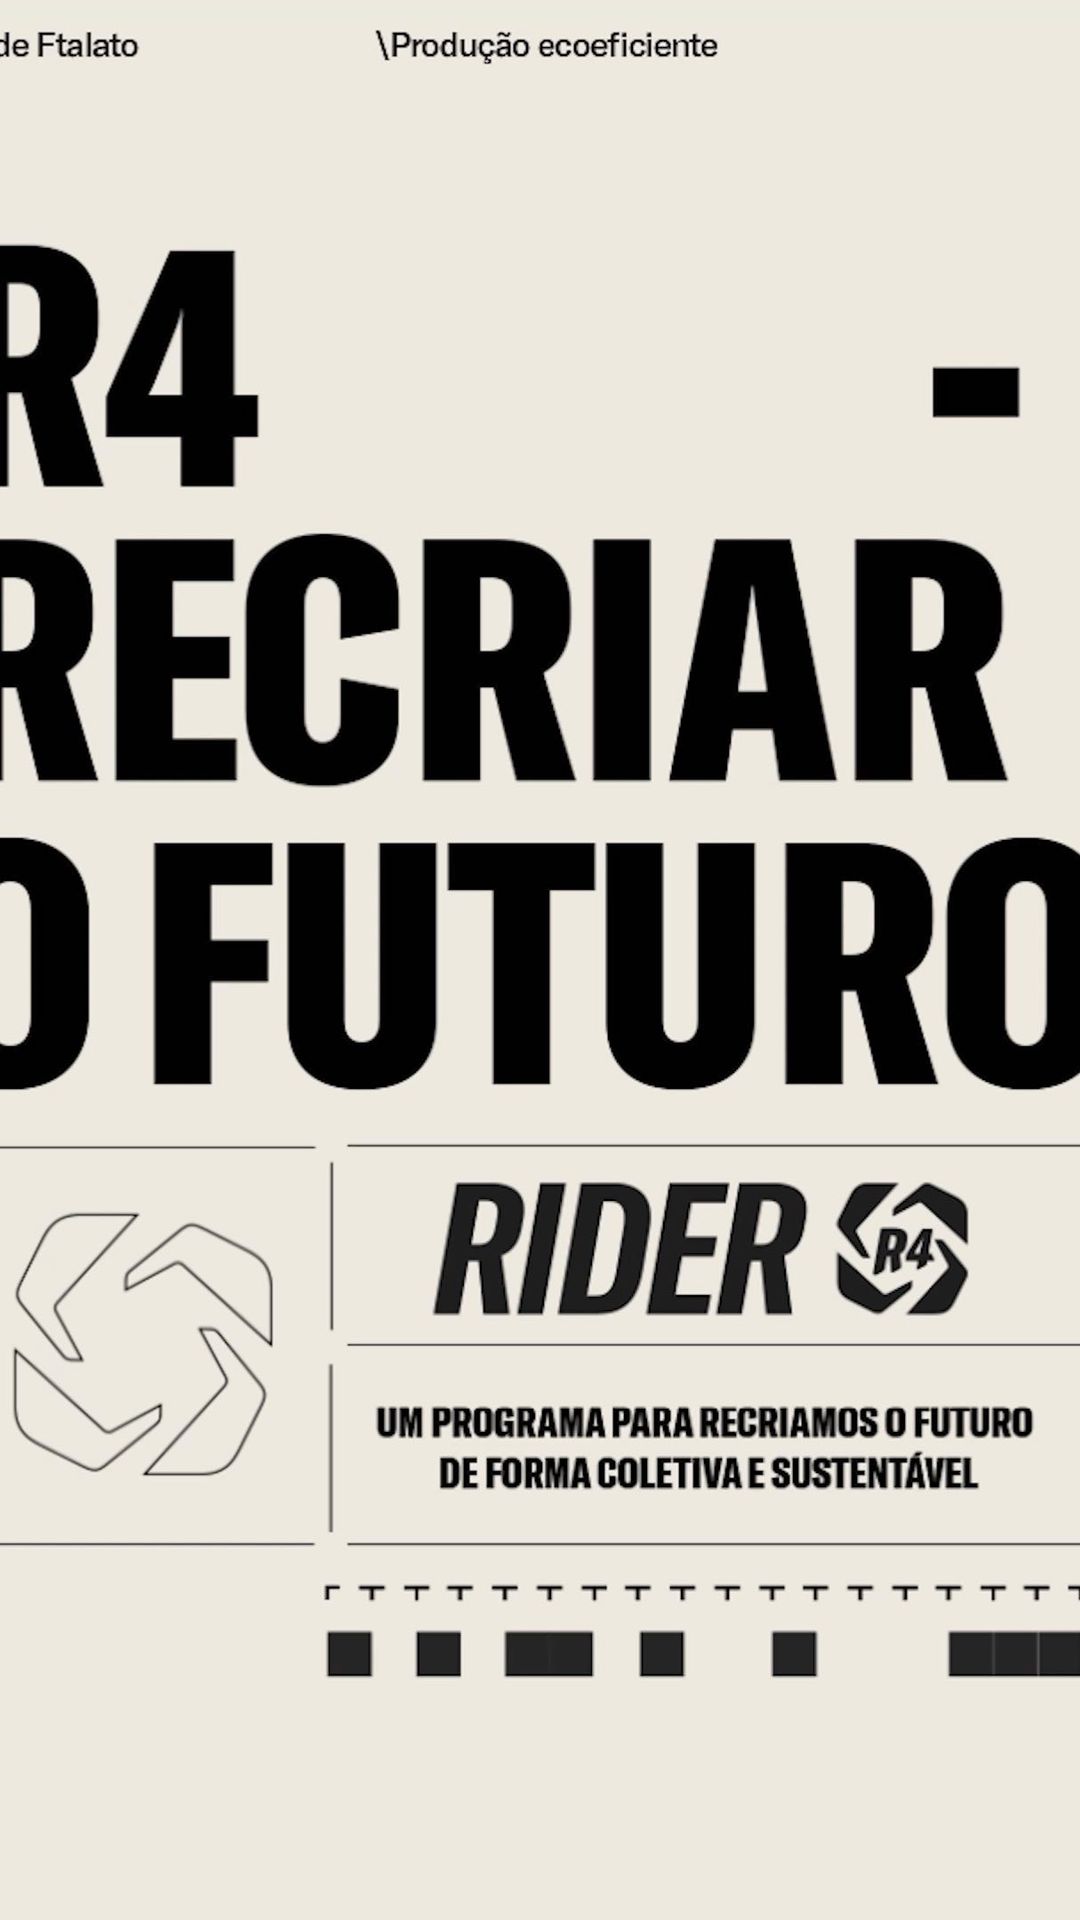 de Ftalato
\Produção ecoeficiente
R4 -
RECRIAR
O FUTURO
RIDER R4
UM PROGRAMA PARA RECRIAMOS O FUTURO
DE FORMA COLETIVA E SUSTENTÁVEL